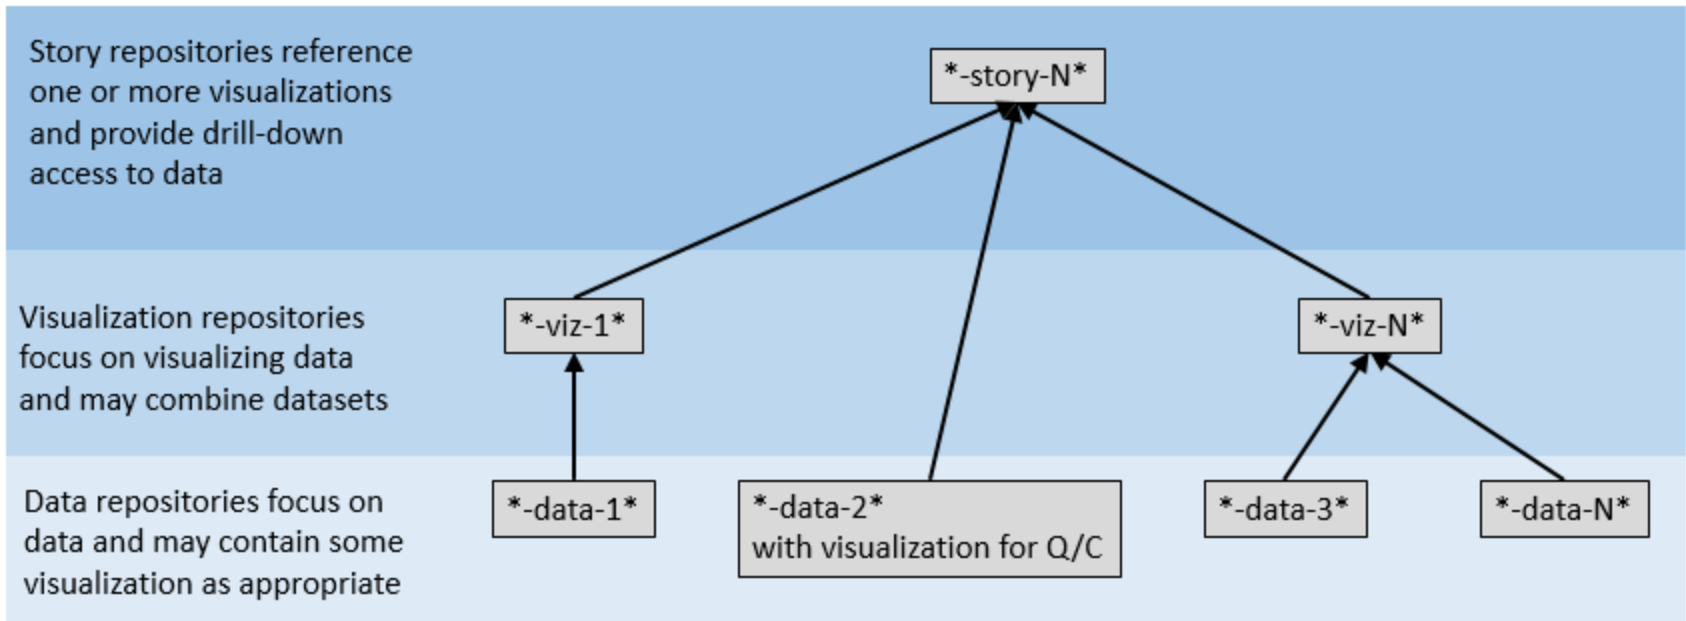 Story repositories reference
one or more visualizations
and provide drill-down
access to data
*-story-N*
Visualization repositories
focus on visualizing data
and may combine datasets
*-viz-1*
*-viz-N*
Data repositories focus on
data and may contain some
visualization as appropriate
*-data-1*
*-data-2*
with visualization for Q/C
*-data-3*
*-data-N*